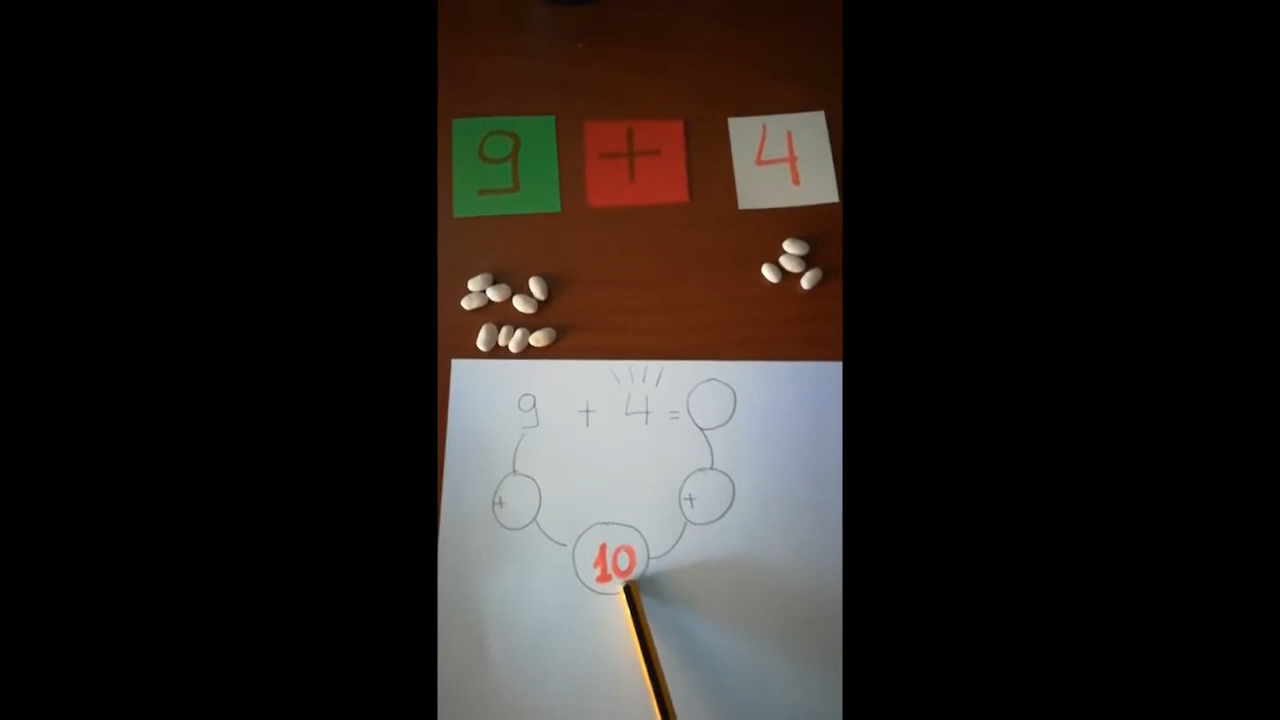 9 + 4
9 + 4 =
+ +
10